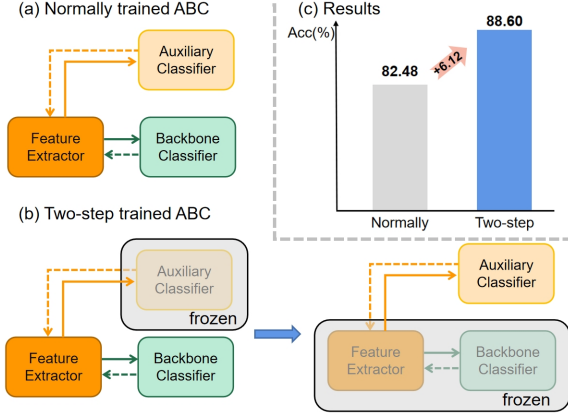 (a) Normally trained ABC
Auxiliary
Classifier
Feature
Extractor
Backbone
Classifier
(c) Results
Acc(%)
88.60
+6.12
82.48
Normally
Two-step
(b) Two-step trained ABC
Auxiliary
Classifier
frozen
Feature
Extractor
Backbone
Classifier
Auxiliary
Classifier
Feature
Extractor
Backbone
Classifier
frozen